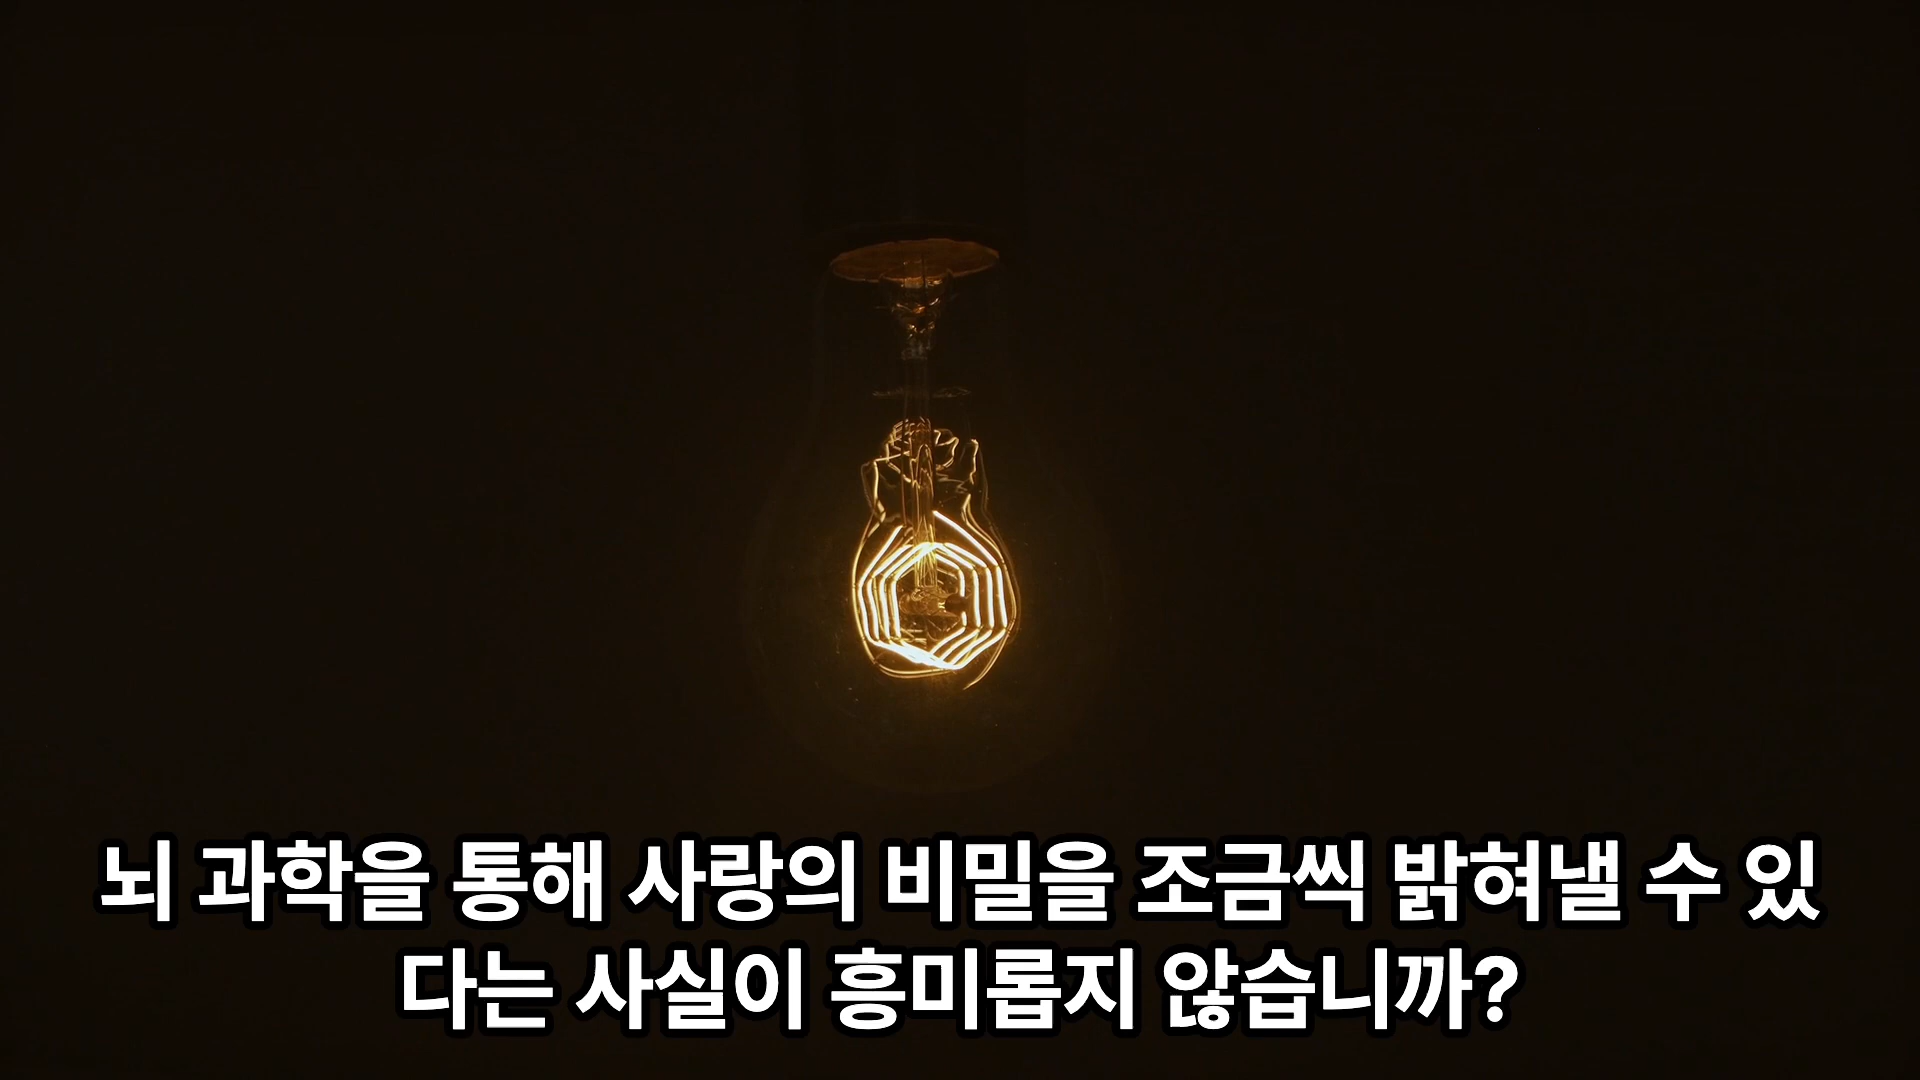 뇌 과학을 통해 사랑의 비밀을 조금씩 밝혀낼 수 있
다는 사실이 흥미롭지 않습니까?